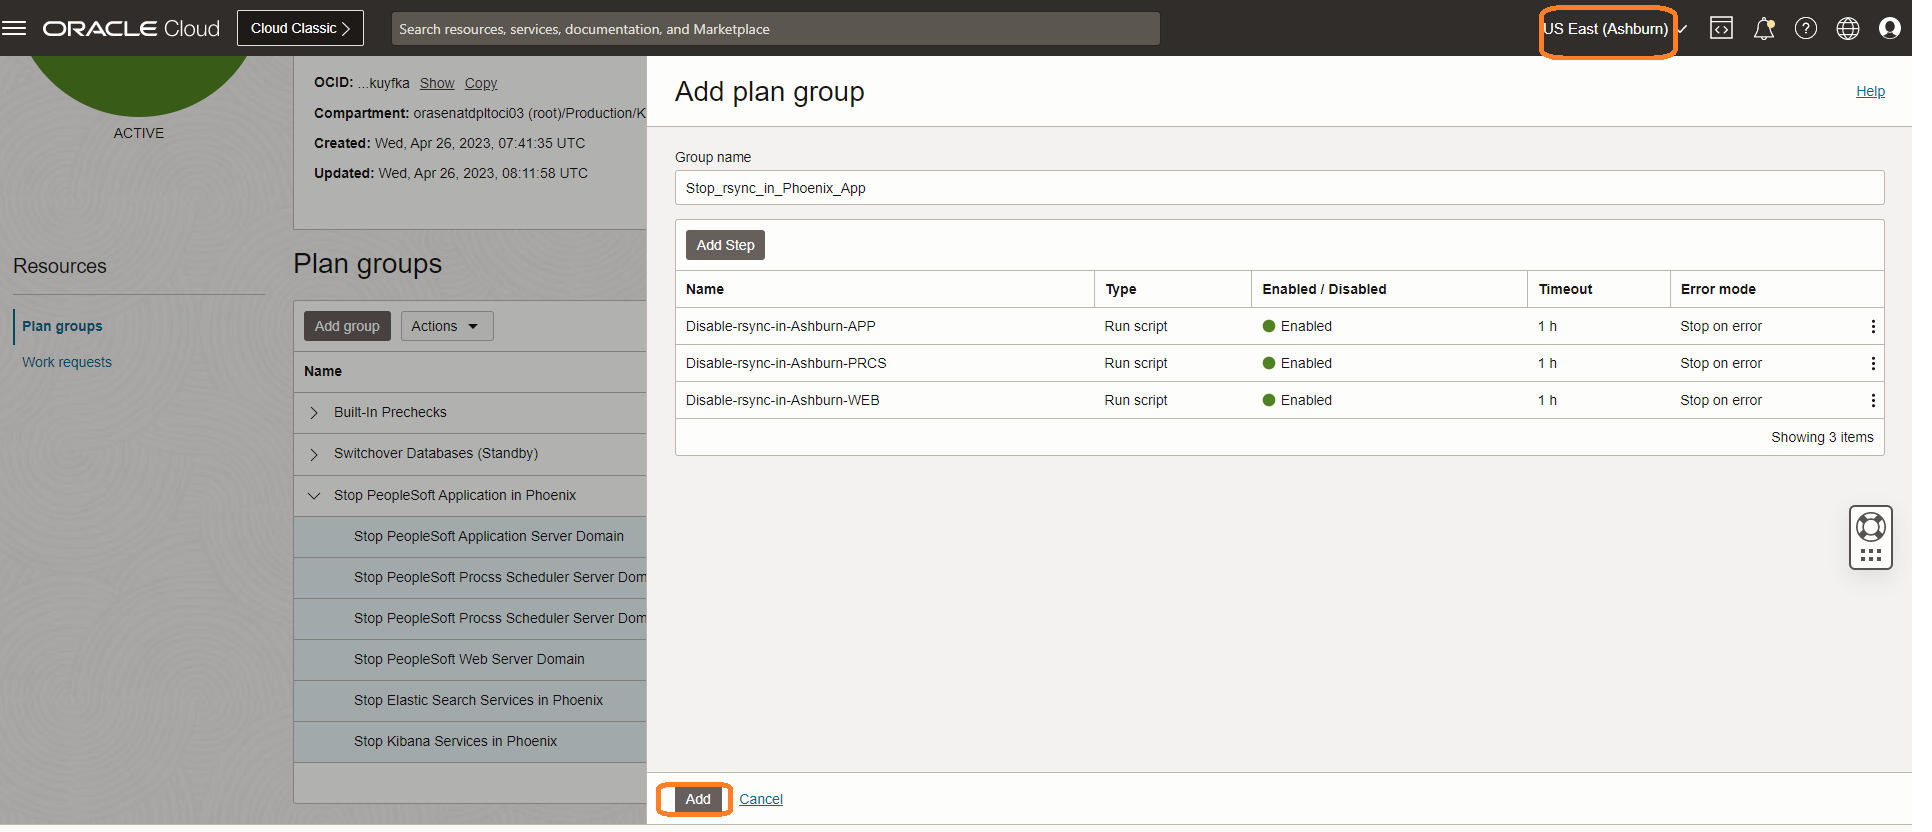 ORACLE Cloud
Cloud Classic
Search resources, services, documentation, and Marketplace
US East (Ashburn)
ACTIVE
OCID: ...kuyfka Show Copy
Compartment: orasenatdpltoci03 (root)/Production/K
Created: Wed, Apr 26, 2023, 07:41:35 UTC
Updated: Wed, Apr 26, 2023, 08:11:58 UTC
Resources
Plan groups
Work requests
Plan groups
Add group
Actions
Name
Built-In Prechecks
Switchover Databases (Standby)
Stop PeopleSoft Application in Phoenix
Stop PeopleSoft Application Server Domain
Stop PeopleSoft Procss Scheduler Server Dom
Stop PeopleSoft Procss Scheduler Server Dom
Stop PeopleSoft Web Server Domain
Stop Elastic Search Services in Phoenix
Stop Kibana Services in Phoenix
Add plan group
Help
Group name
Stop_rsync_in_Phoenix_App
Add Step
Name Type Enabled / Disabled Timeout Error mode
Disable-rsync-in-Ashburn-APP Run script Enabled 1 h Stop on error
Disable-rsync-in-Ashburn-PRCS Run script Enabled 1 h Stop on error
Disable-rsync-in-Ashburn-WEB Run script Enabled 1 h Stop on error
Showing 3 items
Add
Cancel